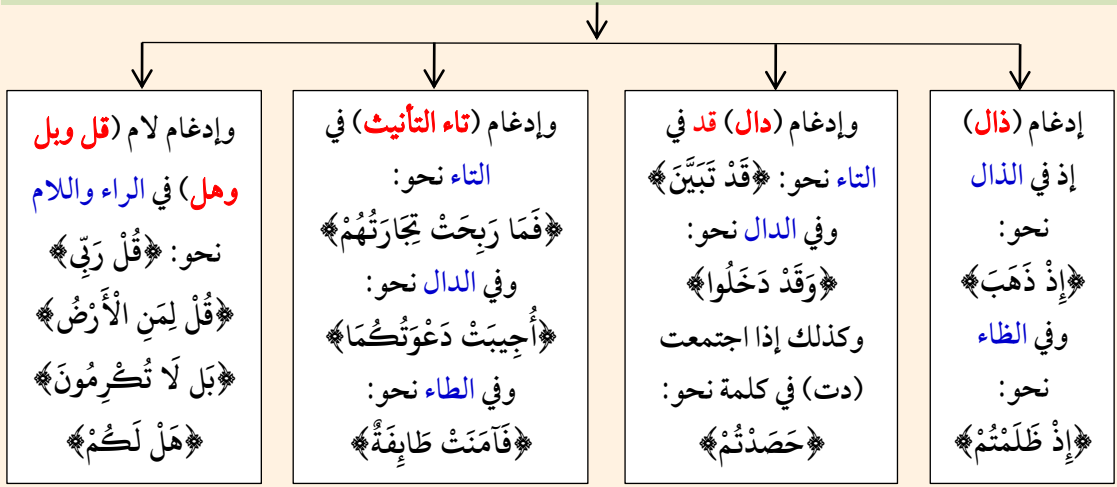 إدغام (ذال)
إذ في الذال
نحو:
﴿إِذْ ذَهَبَ﴾
وفي الظاء
نحو:
﴿إِذْ ظَلَمْتُمْ﴾
وإدغام (دال) قد في
التاء نحو: ﴿قَدْ تَبَيَّنَ﴾
وفي الدال نحو:
﴿وَقَدْ دَخَلُوا﴾
وكذلك إذا اجتمعت
(دت) في كلمة نحو:
﴿حَصَدْتُمْ﴾
وإدغام (تاء التأنيث) في
التاء نحو:
﴿فَمَا رَبِحَتْ تِجَارَتُهُمْ﴾
وفي الدال نحو:
﴿أُجِيبَتْ دَعْوَتُكُمَا﴾
وفي الطاء نحو:
﴿فَآمَنَتْ طَايِفَةٌ﴾
وإدغام لام (قل وبل
وهل) في الراء واللام
نحو: ﴿قُلْ رَبِّي﴾
﴿قُلْ لِمَنِ الْأَرْضُ﴾
﴿بَل لَا تُكْرِمُونَ﴾
﴿هَلْ لَكُمْ﴾